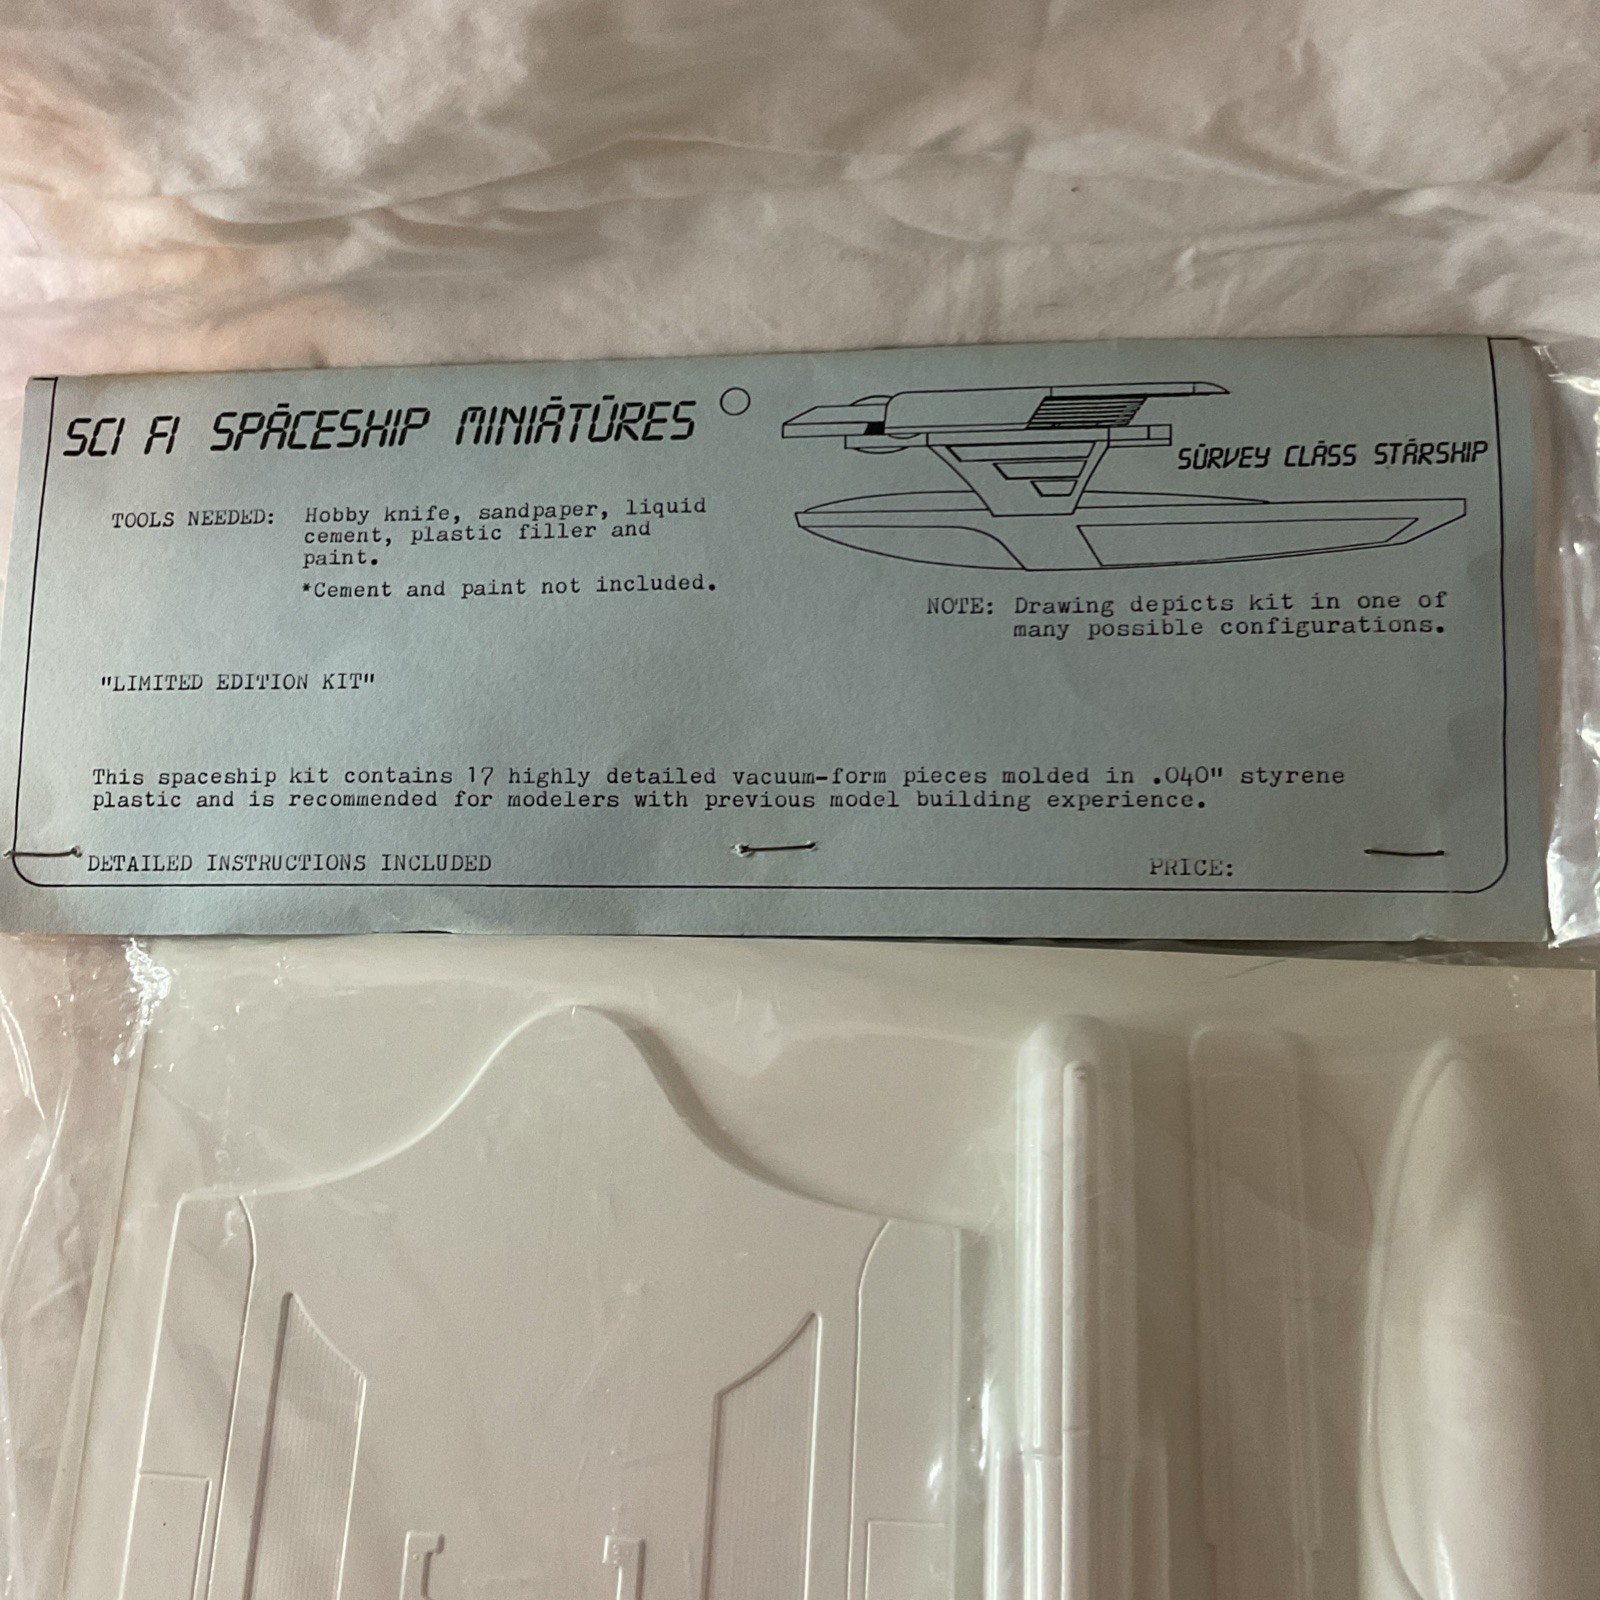 SCI FI SPĀCESHIP MINIĀTŪRES
SŪRVEY CLĀSS STĀRSHIP
TOOLS NEEDED: Hobby knife, sandpaper, liquid
cement, plastic filler and
paint.
*Cement and paint not included.
NOTE: Drawing depicts kit in one of
many possible configurations.
"LIMITED EDITION KIT"
This spaceship kit contains 17 highly detailed vacuum-form pieces molded in .040" styrene
plastic and is recommended for modelers with previous model building experience.
DETAILED INSTRUCTIONS INCLUDED
PRICE: